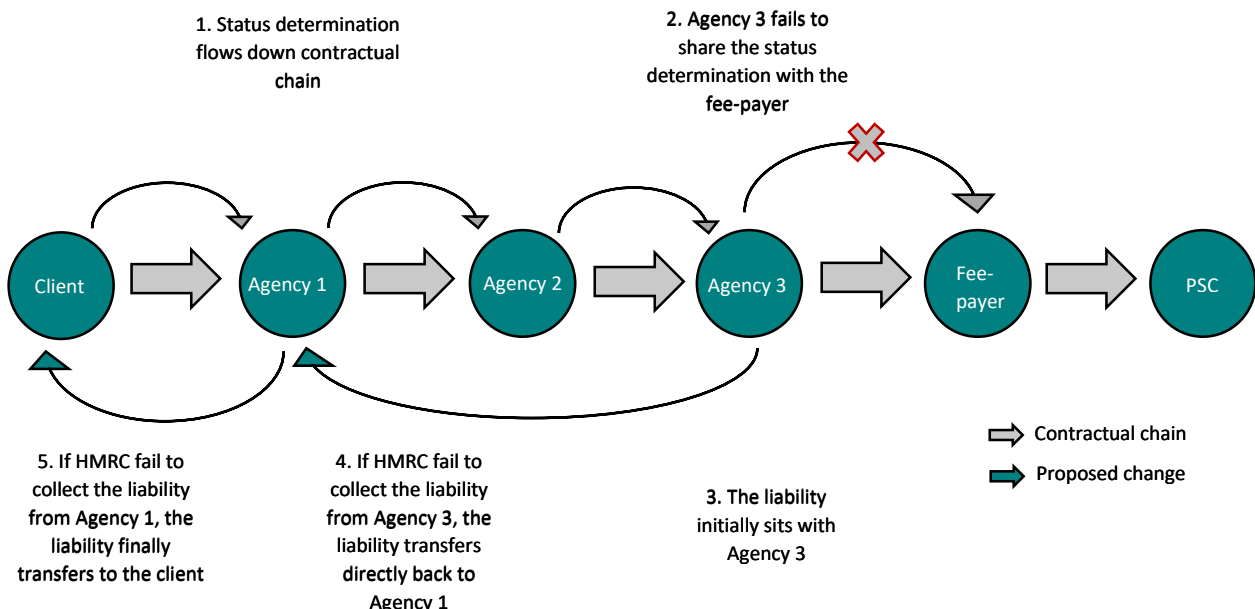 1. Status determination
flows down contractual
chain
2. Agency 3 fails to
share the status
determination with the
fee-payer
Client
Agency 1
Agency 2
Agency 3
Fee-
payer
PSC
5. If HMRC fail to
collect the liability
from Agency 1, the
liability finally
transfers to the client
4. If HMRC fail to
collect the liability
from Agency 3, the
liability transfers
directly back to
Agency 1
3. The liability
initially sits with
Agency 3
Contractual chain
Proposed change